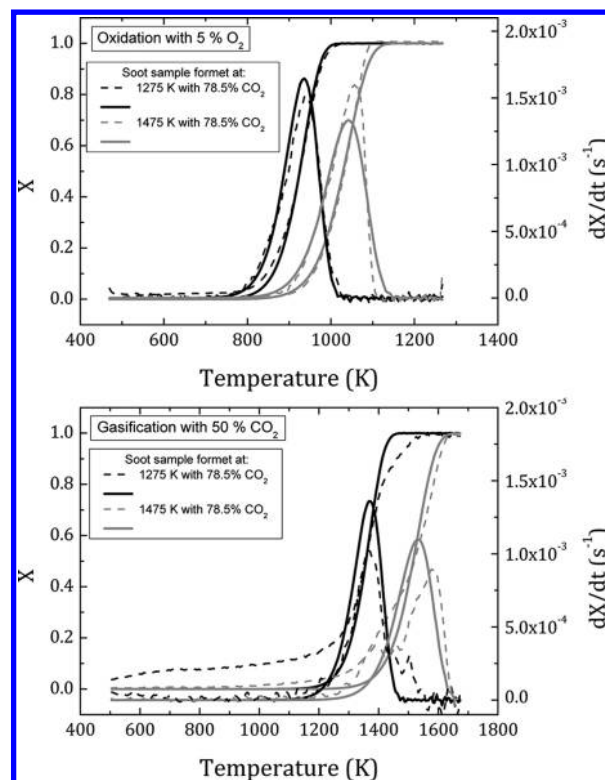 Oxidation with 5 % O2
Soot sample formet at:
1275 K with 78.5% CO2
1475 K with 78.5% CO2
1.0
0.8
0.6
0.4
0.2
0.0
X
2.0x10-3
1.5x10-3
1.0x10-3
5.0x10-4
0.0
dX/dt (s-1)
400 600 800 1000 1200 1400
Temperature (K)
Gasification with 50 % CO2
Soot sample formet at:
1275 K with 78.5% CO2
1475 K with 78.5% CO2
1.0
0.8
0.6
0.4
0.2
0.0
X
2.0x10-3
1.5x10-3
1.0x10-3
5.0x10-4
0.0
dX/dt (s-1)
400 600 800 1000 1200 1400 1600 1800
Temperature (K)